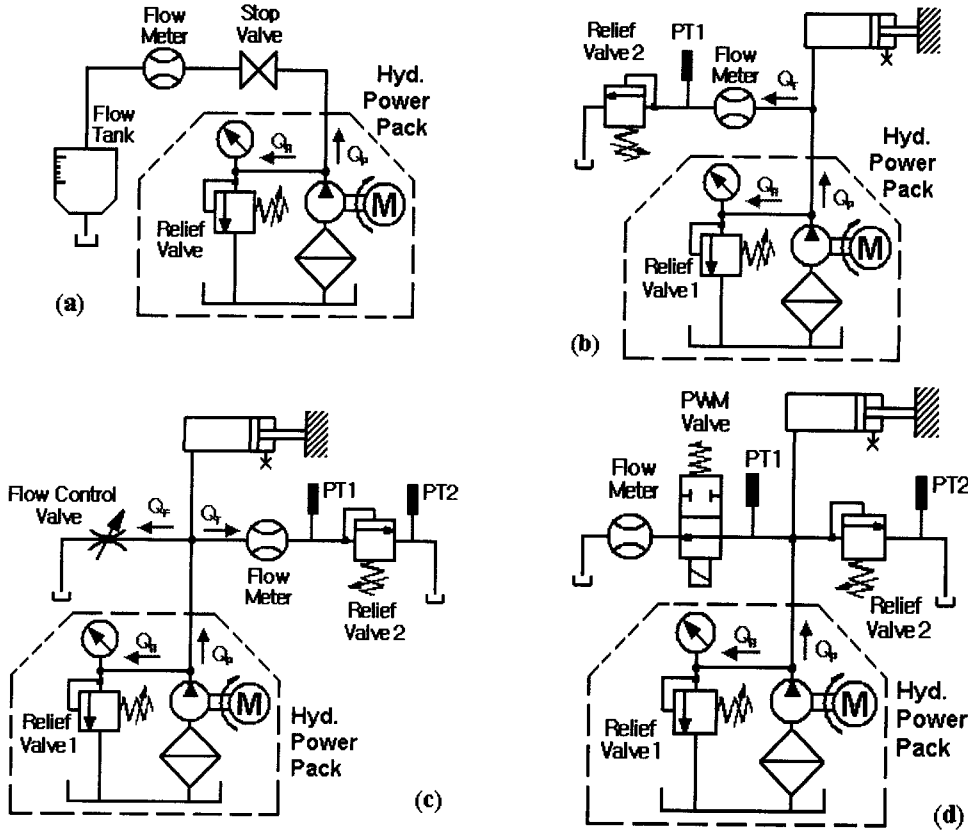 Flow
Meter
Stop
Valve
Flow
Tank
Hyd.
Power
Pack
Q_R
Q_P
M
Relief
Valve
(a)
Relief
Valve 2
PT1
Flow
Meter
Q_T
Hyd.
Power
Pack
Q_R
Q_P
M
Relief
Valve 1
(b)
Flow Control
Valve
Q_F
Q_T
PT1
PT2
Flow
Meter
Relief
Valve 2
Q_R
Q_P
M
Relief
Valve 1
Hyd.
Power
Pack
(c)
PWM
Valve
Flow
Meter
PT1
PT2
Relief
Valve 2
Q_R
Q_P
M
Relief
Valve 1
Hyd.
Power
Pack
(d)